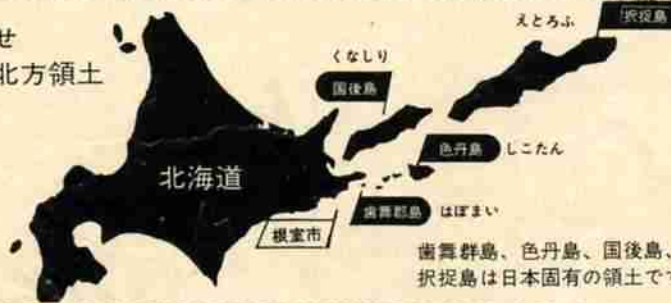 せ
北方領土
えとろふ
択捉島
くなしり
国後島
色丹島 しこたん
北海道
歯舞群島 はぼまい
根室市
歯舞群島、色丹島、国後島、
択捉島は日本固有の領土です